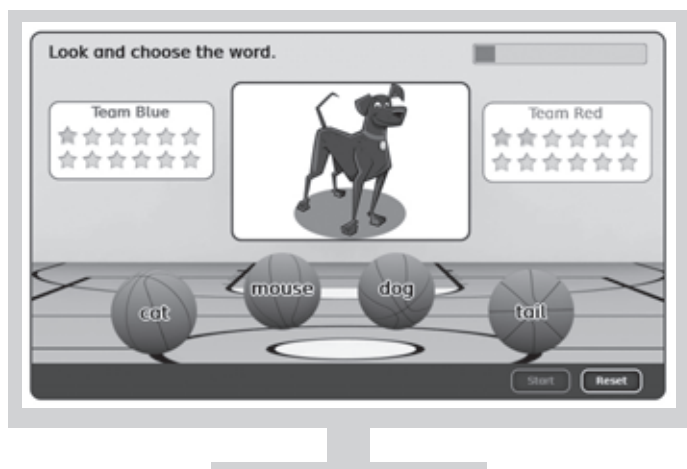 Look and choose the word.
Team Blue
Team Red
cat
mouse
dog
tail
Start
Reset